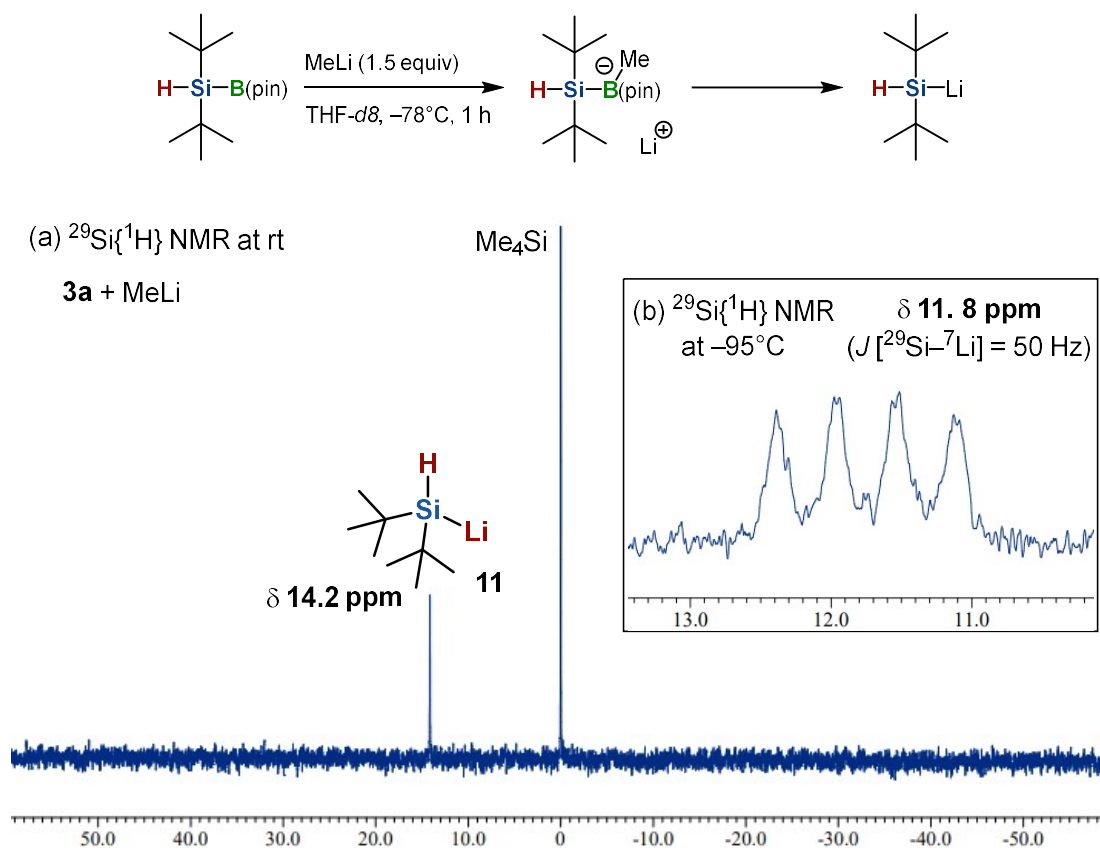 MeLi (1.5 equiv)
THF-d8, –78°C, 1 h
H–Si–B(pin)
H–Si–B(pin)
⊖ Me
Li⊕
H–Si–Li
(a) ²⁹Si{¹H} NMR at rt
3a + MeLi
Me₄Si
(b) ²⁹Si{¹H} NMR
at –95°C
δ 11. 8 ppm
(J [²⁹Si–⁷Li] = 50 Hz)
13.0 12.0 11.0
H
Si
Li
11
δ 14.2 ppm
50.0 40.0 30.0 20.0 10.0 0 -10.0 -20.0 -30.0 -40.0 -50.0